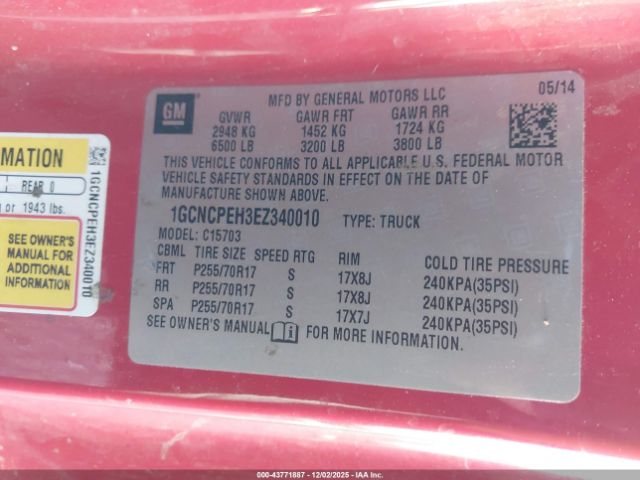 MFD BY GENERAL MOTORS LLC
05/14
GM
GVWR GAWR FRT GAWR RR
2948 KG 1452 KG 1724 KG
6500 LB 3200 LB 3800 LB
THIS VEHICLE CONFORMS TO ALL APPLICABLE U.S. FEDERAL MOTOR
VEHICLE SAFETY STANDARDS IN EFFECT ON THE DATE OF
MANUFACTURE SHOWN ABOVE.
1GCNCPEH3EZ340010 TYPE: TRUCK
MODEL: C15703
CBML TIRE SIZE SPEED RTG RIM COLD TIRE PRESSURE
FRT P255/70R17 S 17X8J 240KPA(35PSI)
RR P255/70R17 S 17X8J 240KPA(35PSI)
SPA P255/70R17 S 17X7J 240KPA(35PSI)
SEE OWNER'S MANUAL i FOR MORE INFORMATION.
REAR 0
or 1943 lbs.
SEE OWNER'S
MANUAL FOR
ADDITIONAL
INFORMATION
1GCNCPEH3EZ340010
000-43771887 - 12/02/2025 - IAAI.COM